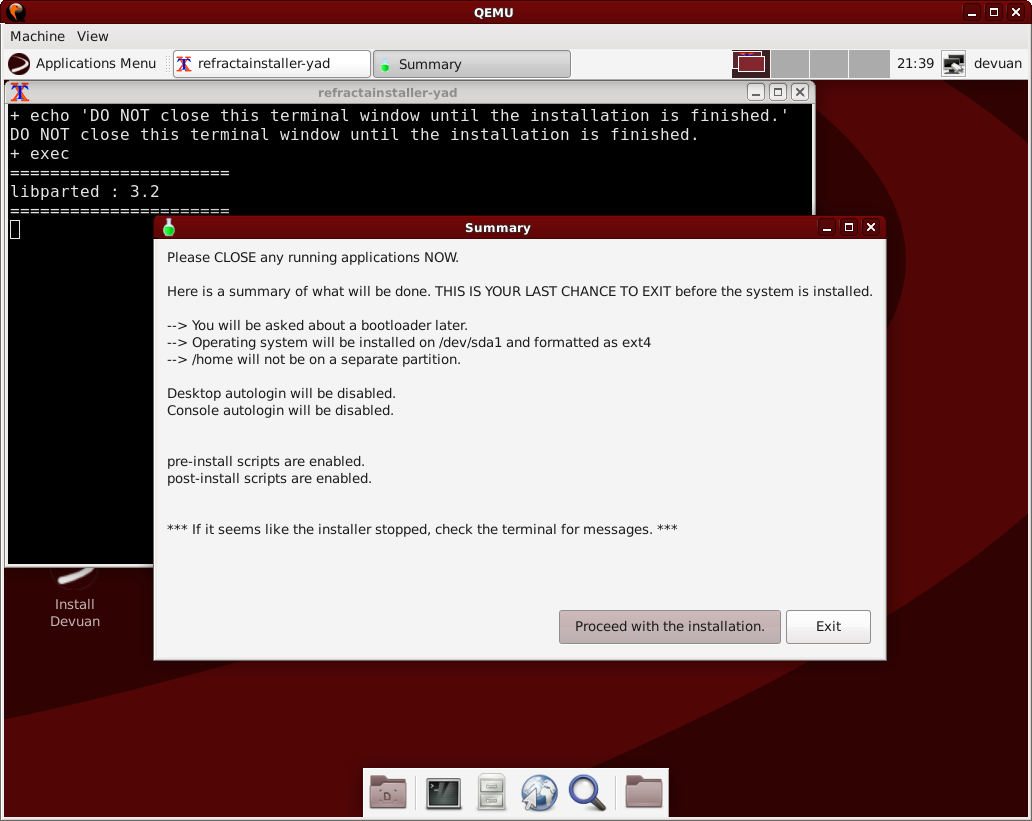 QEMU
Machine View
Applications Menu refractainstaller-yad Summary 21:39 devuan
refractainstaller-yad
+ echo 'DO NOT close this terminal window until the installation is finished.'
DO NOT close this terminal window until the installation is finished.
+ exec
======================
libparted : 3.2
======================
Summary
Please CLOSE any running applications NOW.
Here is a summary of what will be done. THIS IS YOUR LAST CHANCE TO EXIT before the system is installed.
--> You will be asked about a bootloader later.
--> Operating system will be installed on /dev/sda1 and formatted as ext4
--> /home will not be on a separate partition.
Desktop autologin will be disabled.
Console autologin will be disabled.
pre-install scripts are enabled.
post-install scripts are enabled.
*** If it seems like the installer stopped, check the terminal for messages. ***
Proceed with the installation. Exit
Install
Devuan